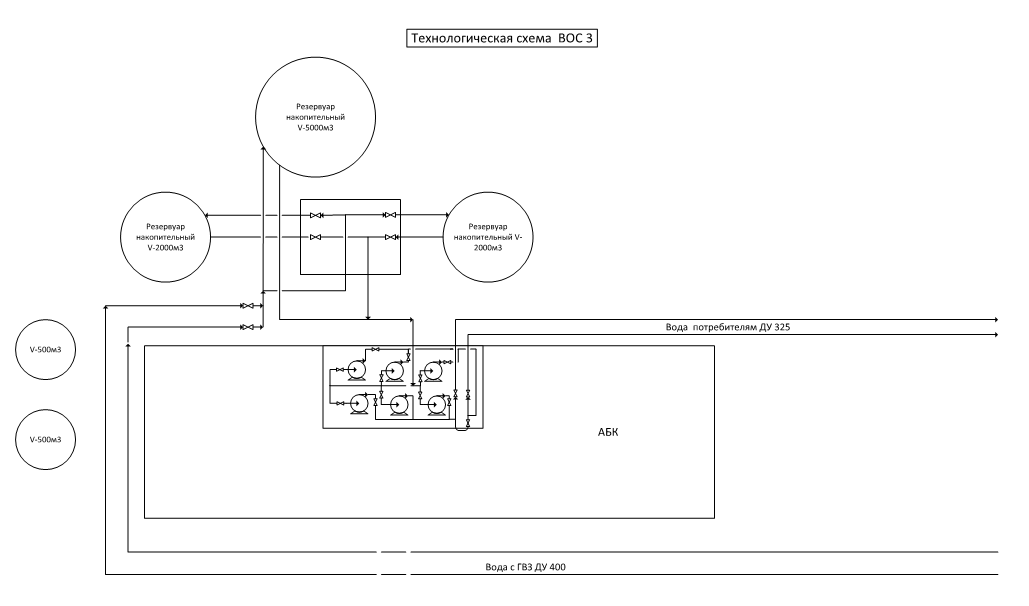 Технологическая схема ВОС 3
Резервуар
накопительный
V-5000м3
Резервуар
накопительный
V-2000м3
Резервуар
накопительный V-
2000м3
Вода потребителям ДУ 325
V-500м3
V-500м3
АБК
Вода с ГВЗ ДУ 400